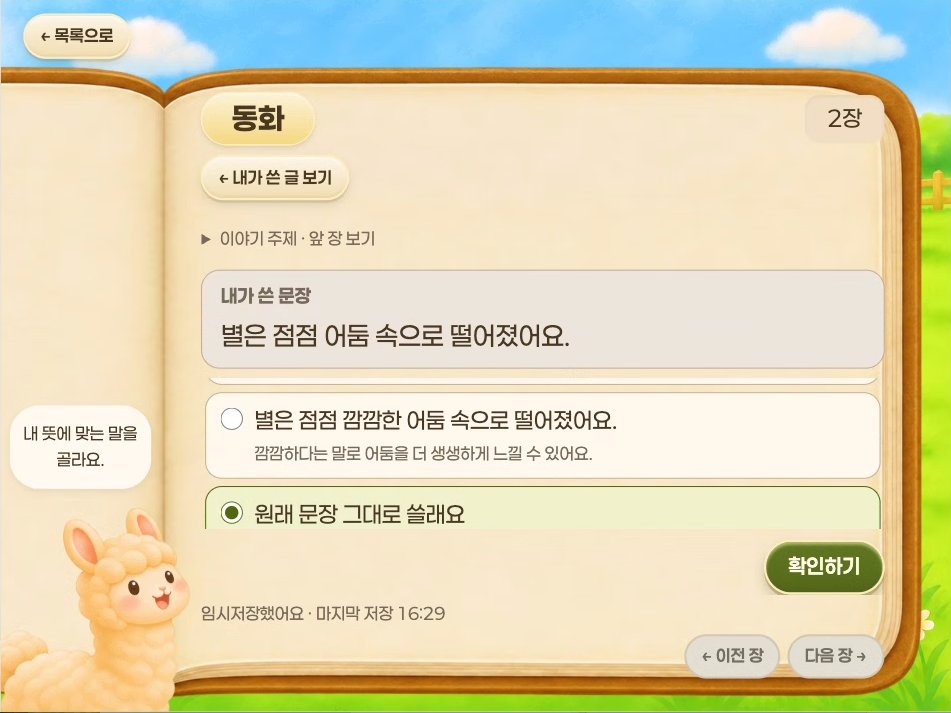 ← 목록으로
동화
2장
← 내가 쓴 글 보기
▶ 이야기 주제 · 앞 장 보기
내가 쓴 문장
별은 점점 어둠 속으로 떨어졌어요.
별은 점점 깜깜한 어둠 속으로 떨어졌어요.
깜깜하다는 말로 어둠을 더 생생하게 느낄 수 있어요.
원래 문장 그대로 쓸래요
내 뜻에 맞는 말을
골라요.
확인하기
임시저장했어요 · 마지막 저장 16:29
← 이전 장
다음 장 →